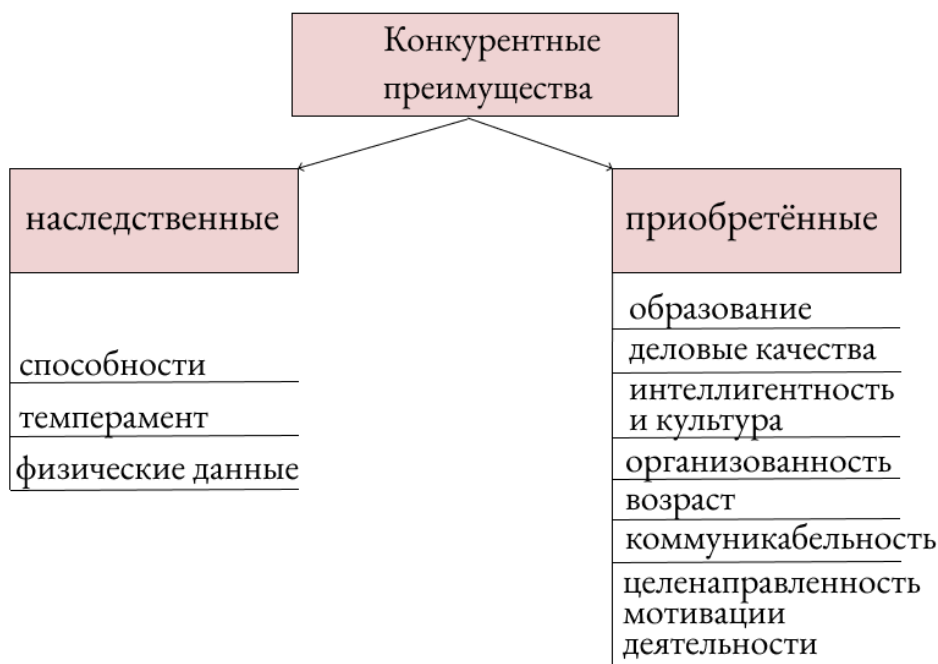 Конкурентные
преимущества
наследственные
способности
темперамент
физические данные
приобретённые
образование
деловые качества
интеллигентность
и культура
организованность
возраст
коммуникабельность
целенаправленность
мотивации
деятельности